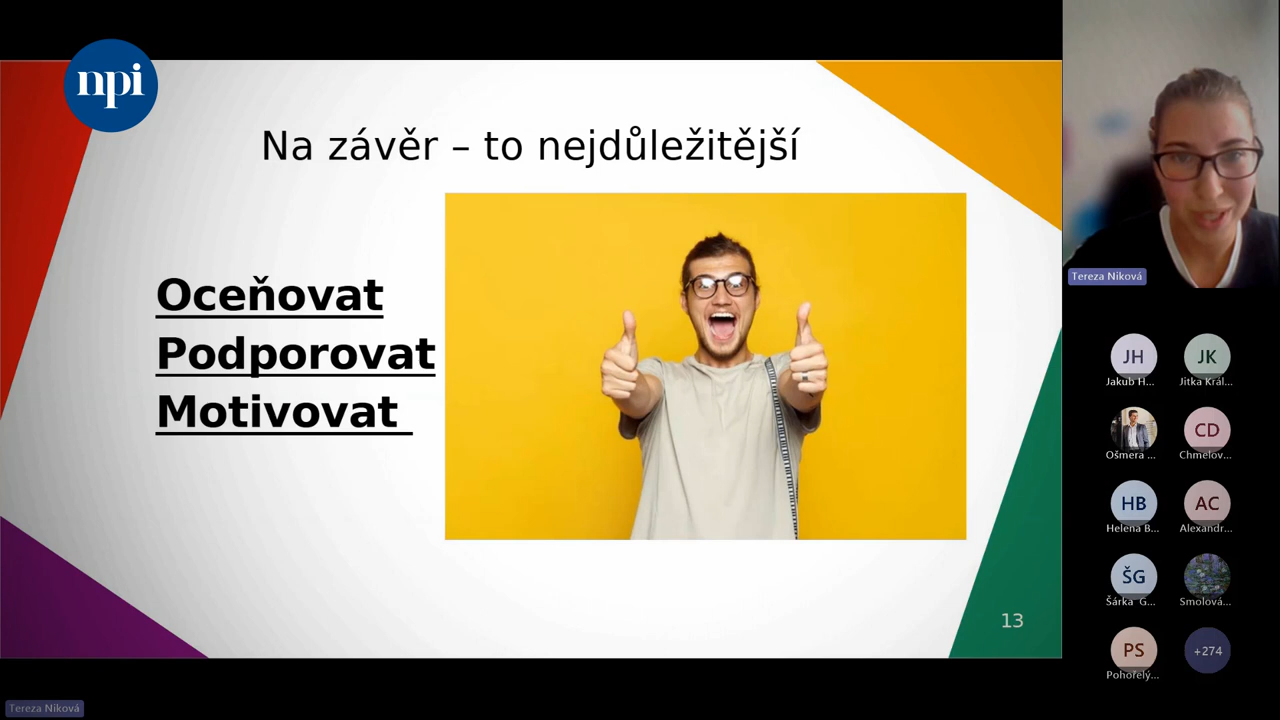 npi
Na závěr – to nejdůležitější
Oceňovat
Podporovat
Motivovat
13
Tereza Niková
JH
Jakub H...
JK
Jitka Král...
Ošmera ...
CD
Chmelov...
HB
Helena B...
AC
Alexandr...
ŠG
Šárka G...
Smolová...
PS
Pohořelý...
+274
Tereza Niková